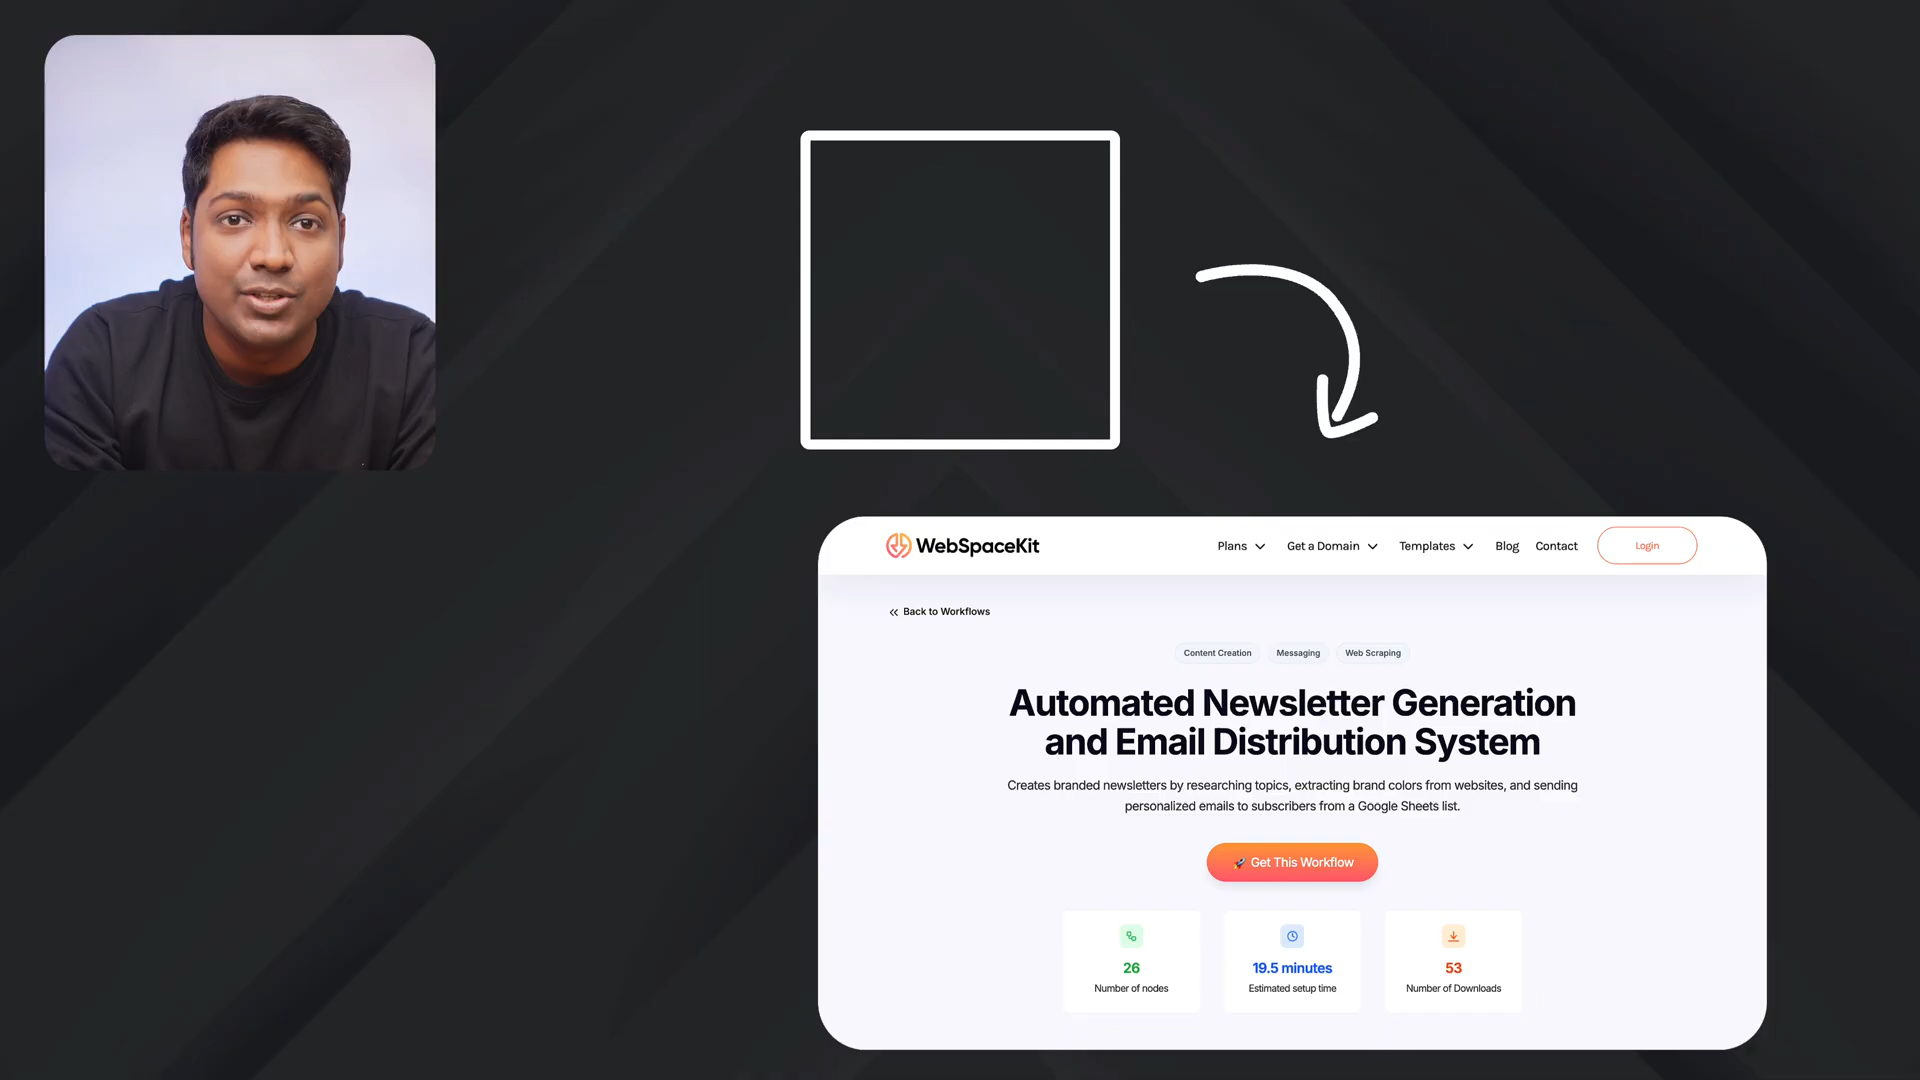 WebSpaceKit
Plans
Get a Domain
Templates
Blog
Contact
Login
Back to Workflows
Content Creation
Messaging
Web Scraping
Automated Newsletter Generation
and Email Distribution System
Creates branded newsletters by researching topics, extracting brand colors from websites, and sending
personalized emails to subscribers from a Google Sheets list.
🚀 Get This Workflow
26
Number of nodes
19.5 minutes
Estimated setup time
53
Number of Downloads